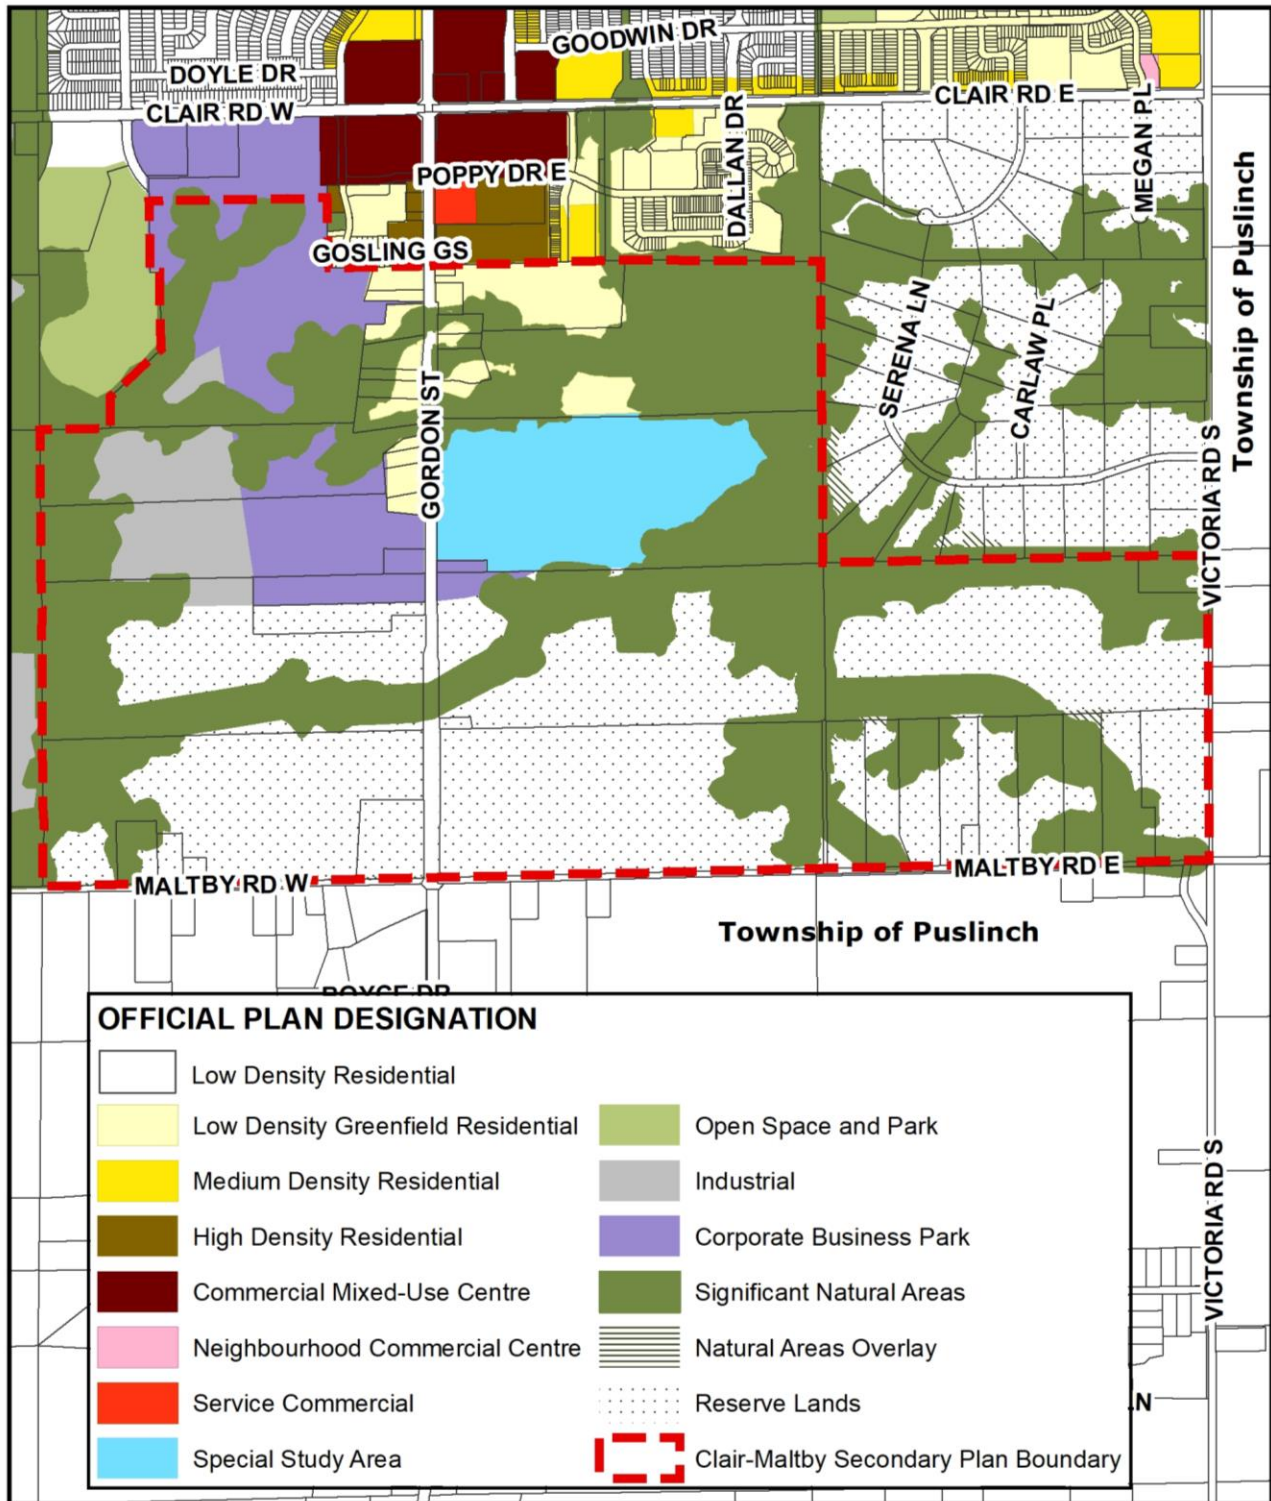 GOODWIN DR
DOYLE DR
CLAIR RD W
CLAIR RD E
DALLAN DR
MEGAN PL
POPPY DR E
GOSLING GS
Township of Puslinch
SERENA LN
CARLAW PL
GORDON ST
VICTORIA RD S
MALTBY RD W
MALTBY RD E
Township of Puslinch
OFFICIAL PLAN DESIGNATION
Low Density Residential
Low Density Greenfield Residential
Medium Density Residential
High Density Residential
Commercial Mixed-Use Centre
Neighbourhood Commercial Centre
Service Commercial
Special Study Area
Open Space and Park
Industrial
Corporate Business Park
Significant Natural Areas
Natural Areas Overlay
Reserve Lands
Clair-Maltby Secondary Plan Boundary
VICTORIA RD S